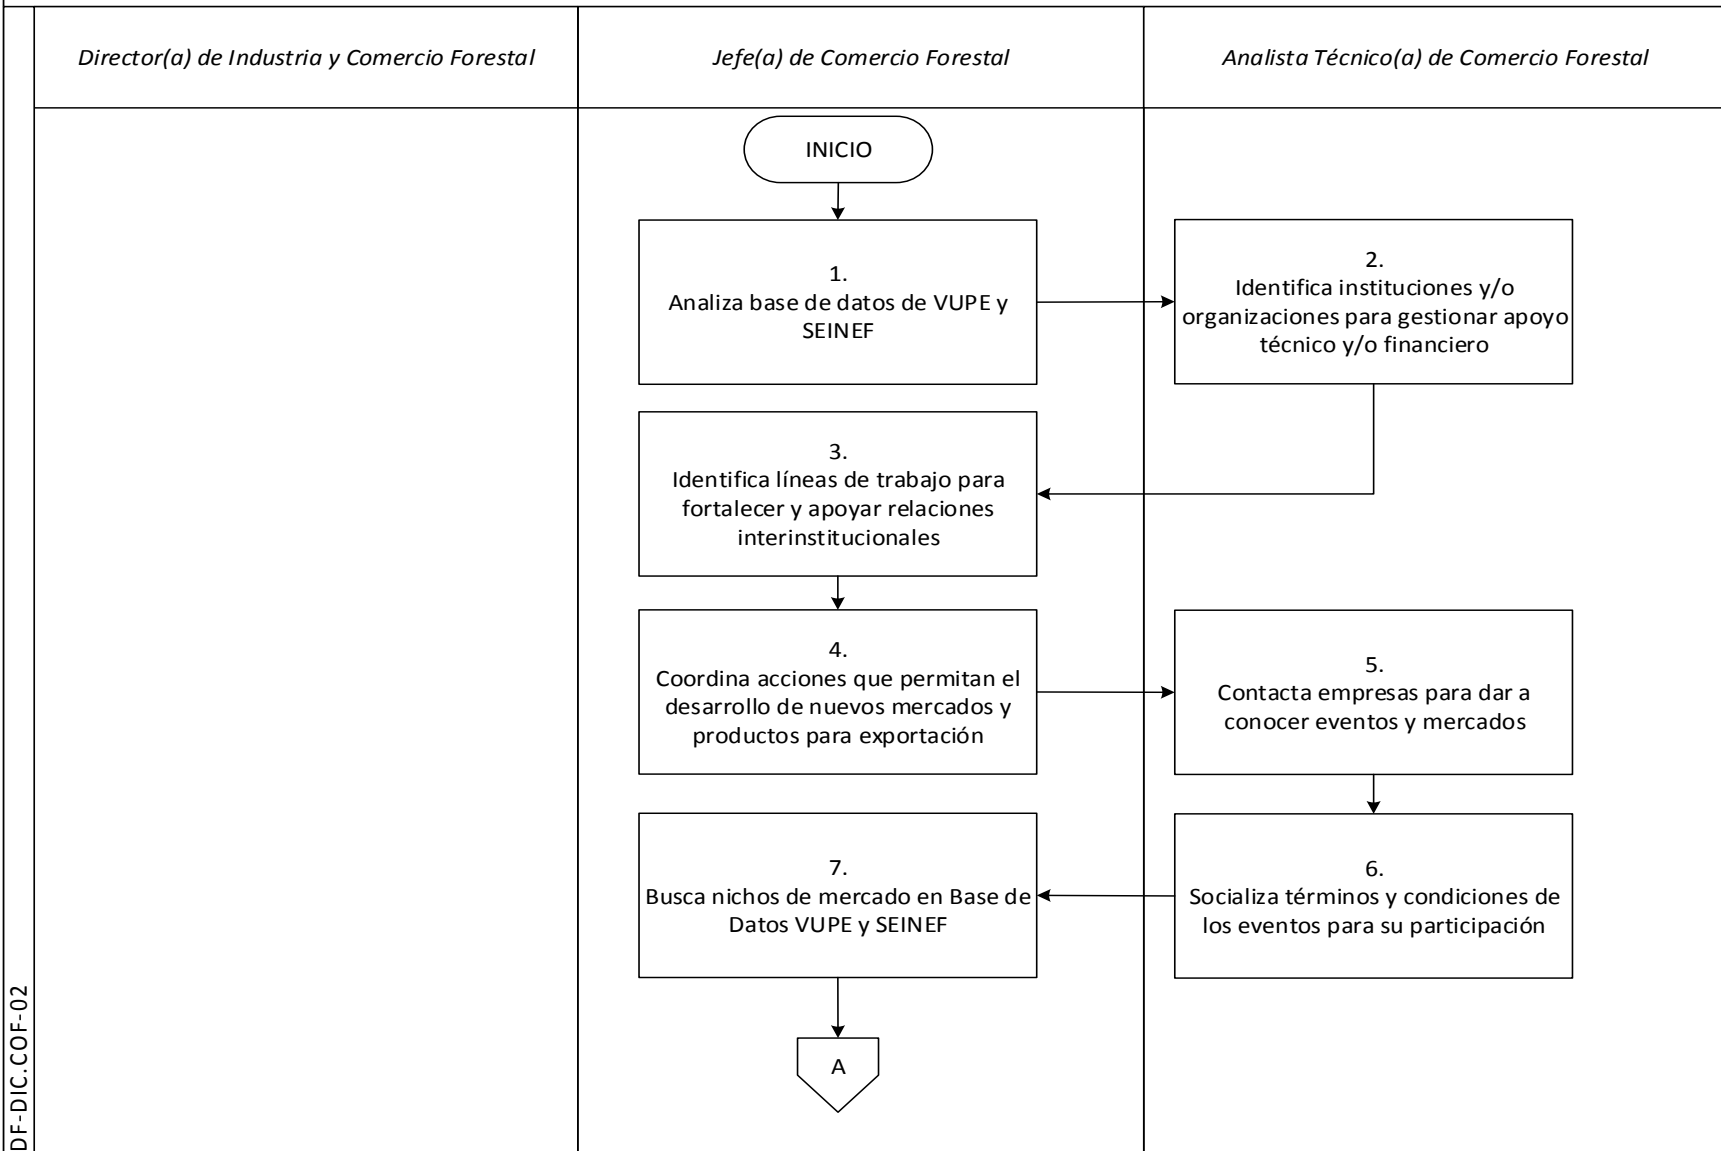 Director(a) de Industria y Comercio Forestal
Jefe(a) de Comercio Forestal
Analista Técnico(a) de Comercio Forestal
INICIO
1.
Analiza base de datos de VUPE y
SEINEF
2.
Identifica instituciones y/o
organizaciones para gestionar apoyo
técnico y/o financiero
3.
Identifica líneas de trabajo para
fortalecer y apoyar relaciones
interinstitucionales
4.
Coordina acciones que permitan el
desarrollo de nuevos mercados y
productos para exportación
5.
Contacta empresas para dar a
conocer eventos y mercados
6.
Socializa términos y condiciones de
los eventos para su participación
7.
Busca nichos de mercado en Base de
Datos VUPE y SEINEF
A
DF-DIC.COF-02